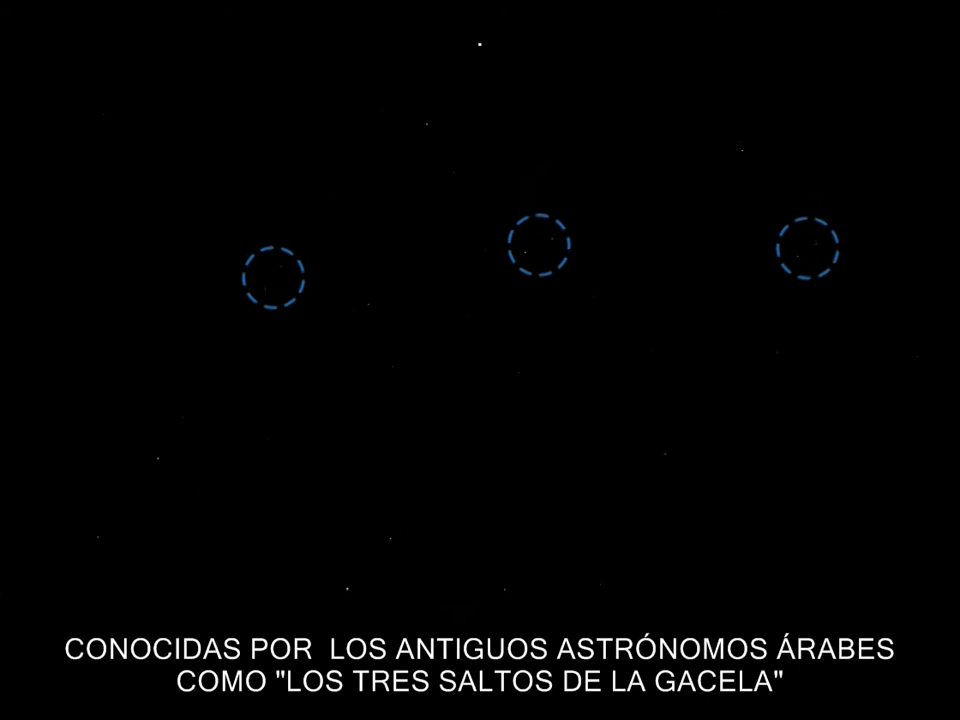 CONOCIDAS POR LOS ANTIGUOS ASTRÓNOMOS ÁRABES
COMO "LOS TRES SALTOS DE LA GACELA"